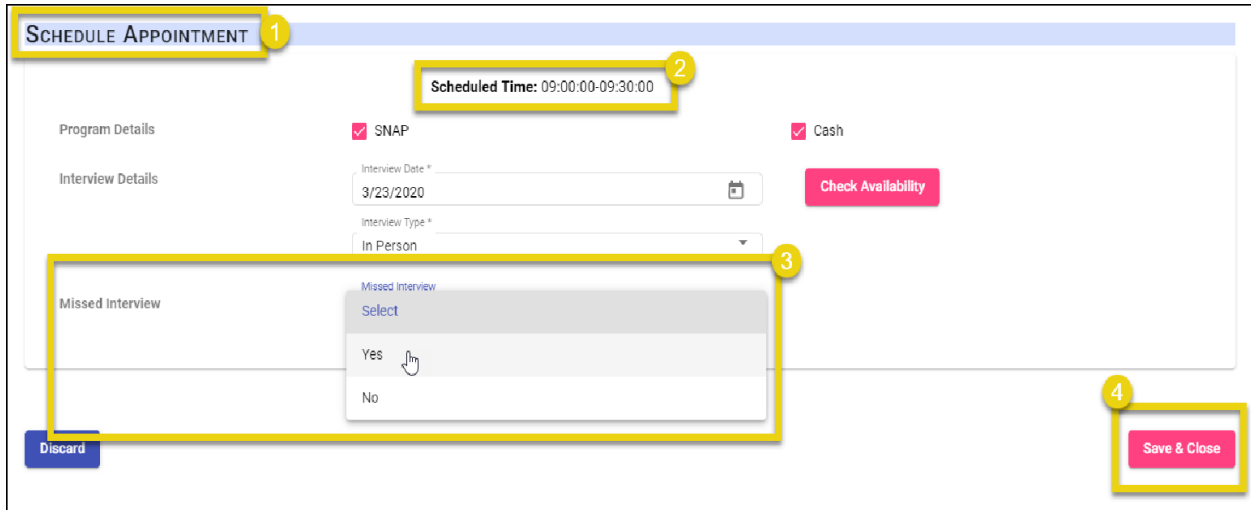 SCHEDULE APPOINTMENT 1
2
Scheduled Time: 09:00:00-09:30:00
Program Details SNAP Cash
Interview Details Interview Date *
3/23/2020 Check Availability
Interview Type *
In Person
3
Missed Interview Missed Interview
Select
Yes
No
4
Discard Save & Close